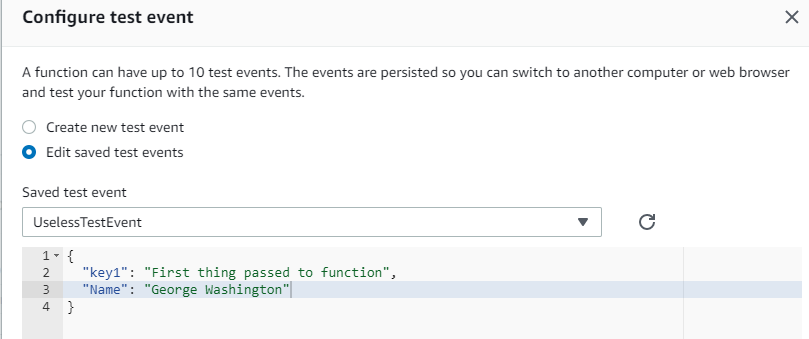 Configure test event
A function can have up to 10 test events. The events are persisted so you can switch to another computer or web browser
and test your function with the same events.
Create new test event
Edit saved test events
Saved test event
UselessTestEvent
1 {
2 "key1": "First thing passed to function",
3 "Name": "George Washington"
4 }